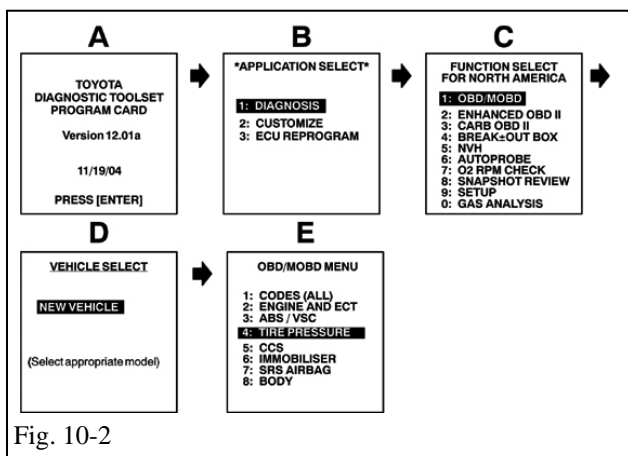 A
TOYOTA
DIAGNOSTIC TOOLSET
PROGRAM CARD
Version 12.01a
11/19/04
PRESS [ENTER]
B
*APPLICATION SELECT*
1: DIAGNOSIS
2: CUSTOMIZE
3: ECU REPROGRAM
C
FUNCTION SELECT
FOR NORTH AMERICA
1: OBD/MOBD
2: ENHANCED OBD II
3: CARB OBD II
4: BREAK±OUT BOX
5: NVH
6: AUTOPROBE
7: O2 RPM CHECK
8: SNAPSHOT REVIEW
9: SETUP
0: GAS ANALYSIS
D
VEHICLE SELECT
NEW VEHICLE
(Select appropriate model)
E
OBD/MOBD MENU
1: CODES (ALL)
2: ENGINE AND ECT
3: ABS / VSC
4: TIRE PRESSURE
5: CCS
6: IMMOBILISER
7: SRS AIRBAG
8: BODY
Fig. 10-2